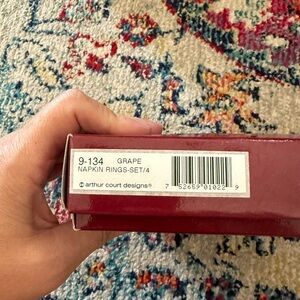 9-134 GRAPE
NAPKIN RINGS-SET/4
© arthur court designs®
7 52659 01022 9